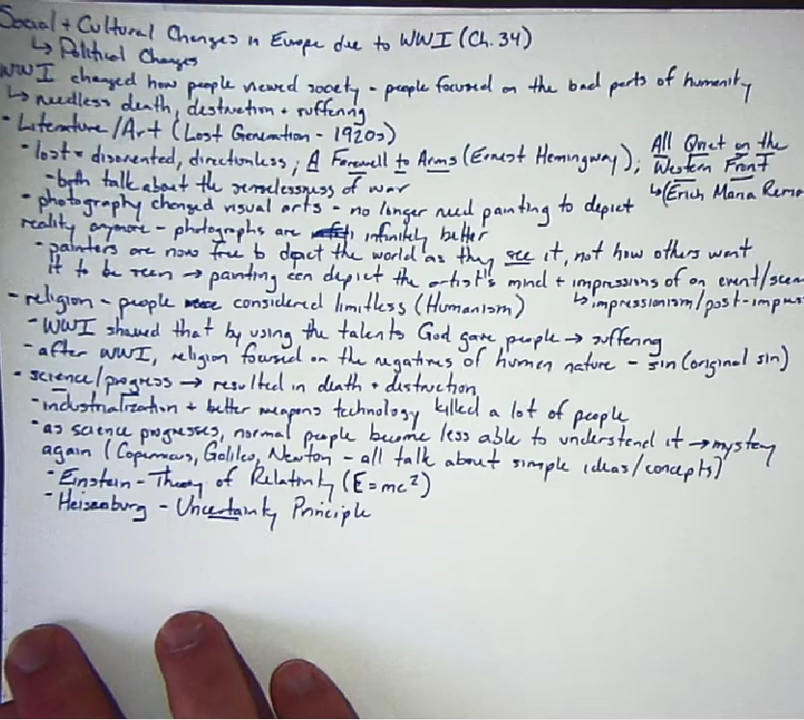 Social + Cultural Changes in Europe due to WWI (Ch. 34)
↳ Political Changes
WWI changed how people viewed society - people focused on the bad parts of humanity
↳ needless death, destruction + suffering
- Literature/Art (Lost Generation - 1920s)
- lost = disoriented, directionless; A Farewell to Arms (Ernest Hemingway); All Quiet on the Western Front
↳ (Erich Maria Rema
- both talk about the senselessness of war
- photography changed visual arts - no longer need painting to depict
reality anymore - photographs are infinitely better
- painters are now free to depict the world as they see it, not how others want
it to be seen → painting can depict the artist's mind + impressions of an event/scen
↳ impressionism/post-impres
- religion - people considered limitless (Humanism)
- WWI showed that by using the talents God gave people → suffering
- after WWI, religion focused on the negatives of human nature - sin (original sin)
- science/progress → resulted in death + destruction
- industrialization + better weapons technology killed a lot of people
- as science progresses, normal people become less able to understand it → mystery
again (Copernicus, Galileo, Newton - all talk about simple ideas/concepts)
- Einstein - Theory of Relativity (E=mc²)
- Heisenburg - Uncertainty Principle